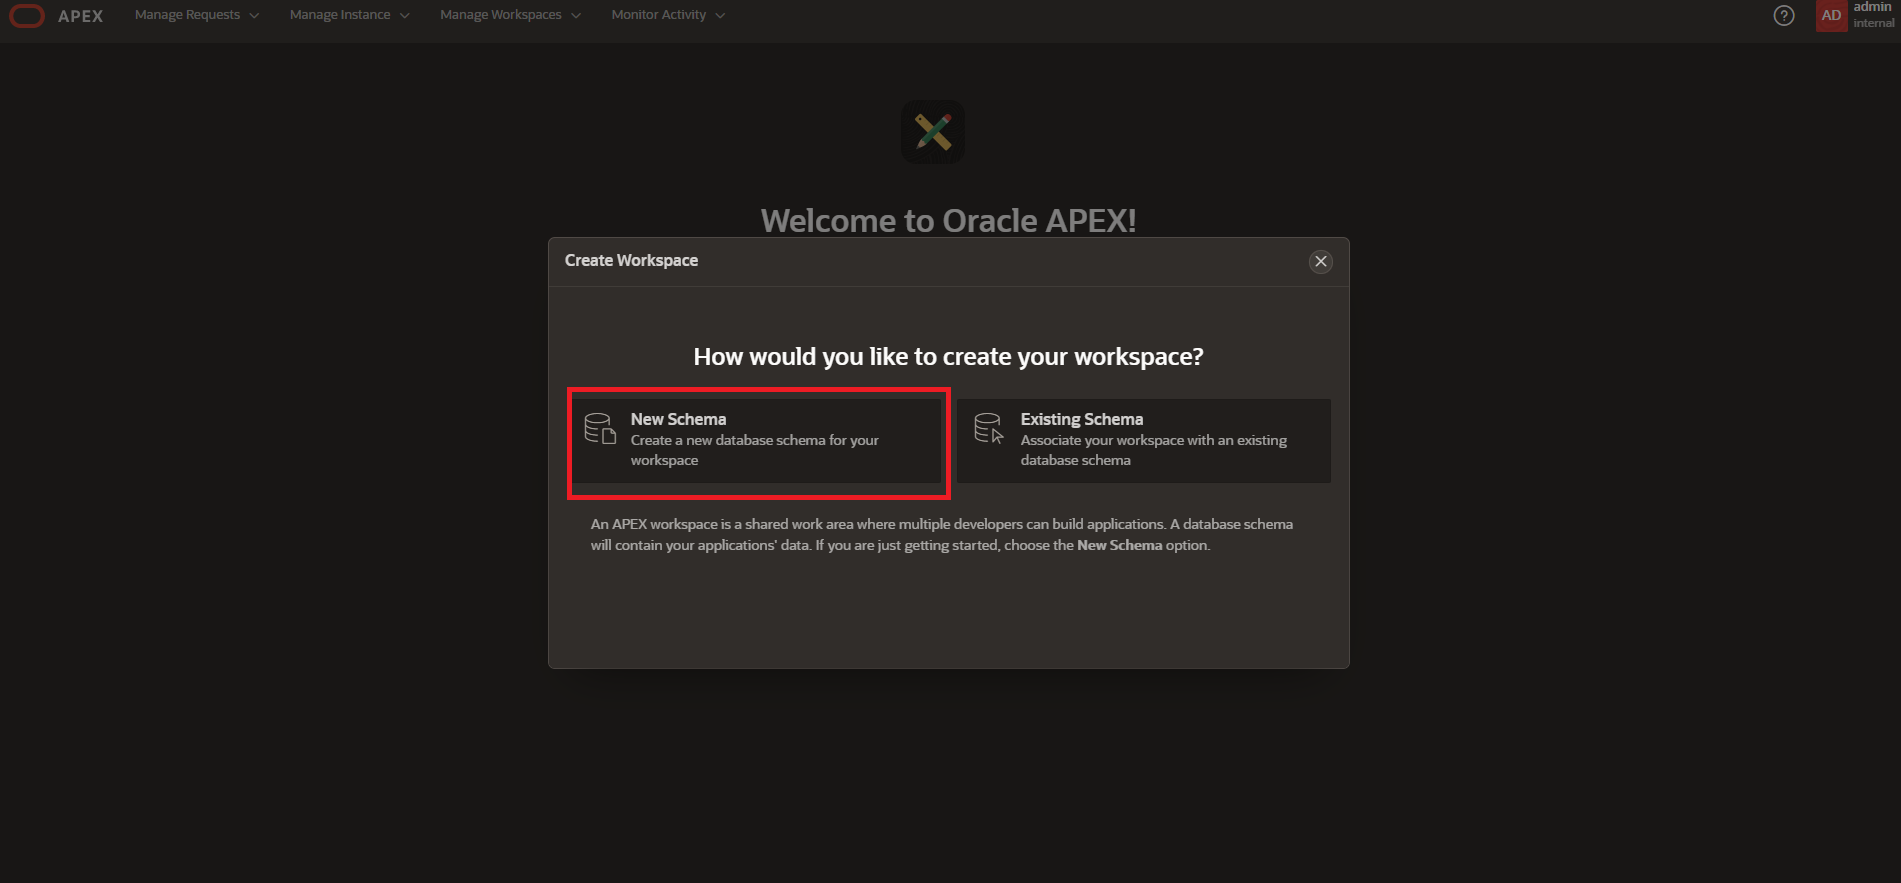 APEX
Manage Requests
Manage Instance
Manage Workspaces
Monitor Activity
?
AD
admin
internal
Welcome to Oracle APEX!
Create Workspace
How would you like to create your workspace?
New Schema
Create a new database schema for your
workspace
Existing Schema
Associate your workspace with an existing
database schema
An APEX workspace is a shared work area where multiple developers can build applications. A database schema
will contain your applications' data. If you are just getting started, choose the New Schema option.